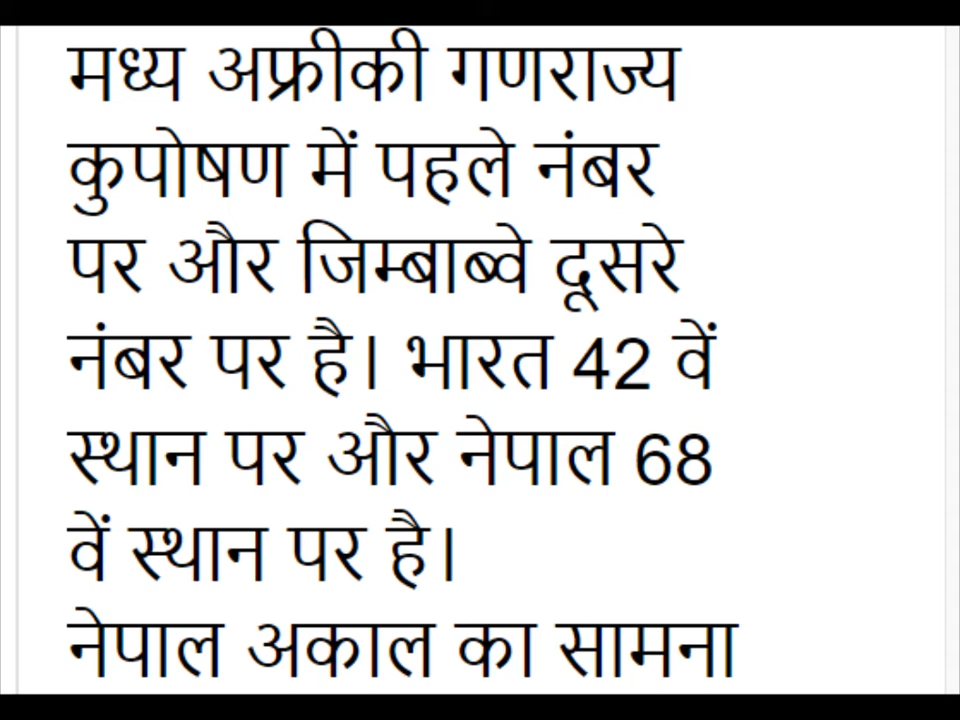 मध्य अफ्रीकी गणराज्य
कुपोषण में पहले नंबर
पर और जिम्बाब्वे दूसरे
नंबर पर है। भारत 42 वें
स्थान पर और नेपाल 68
वें स्थान पर है।
नेपाल अकाल का सामना